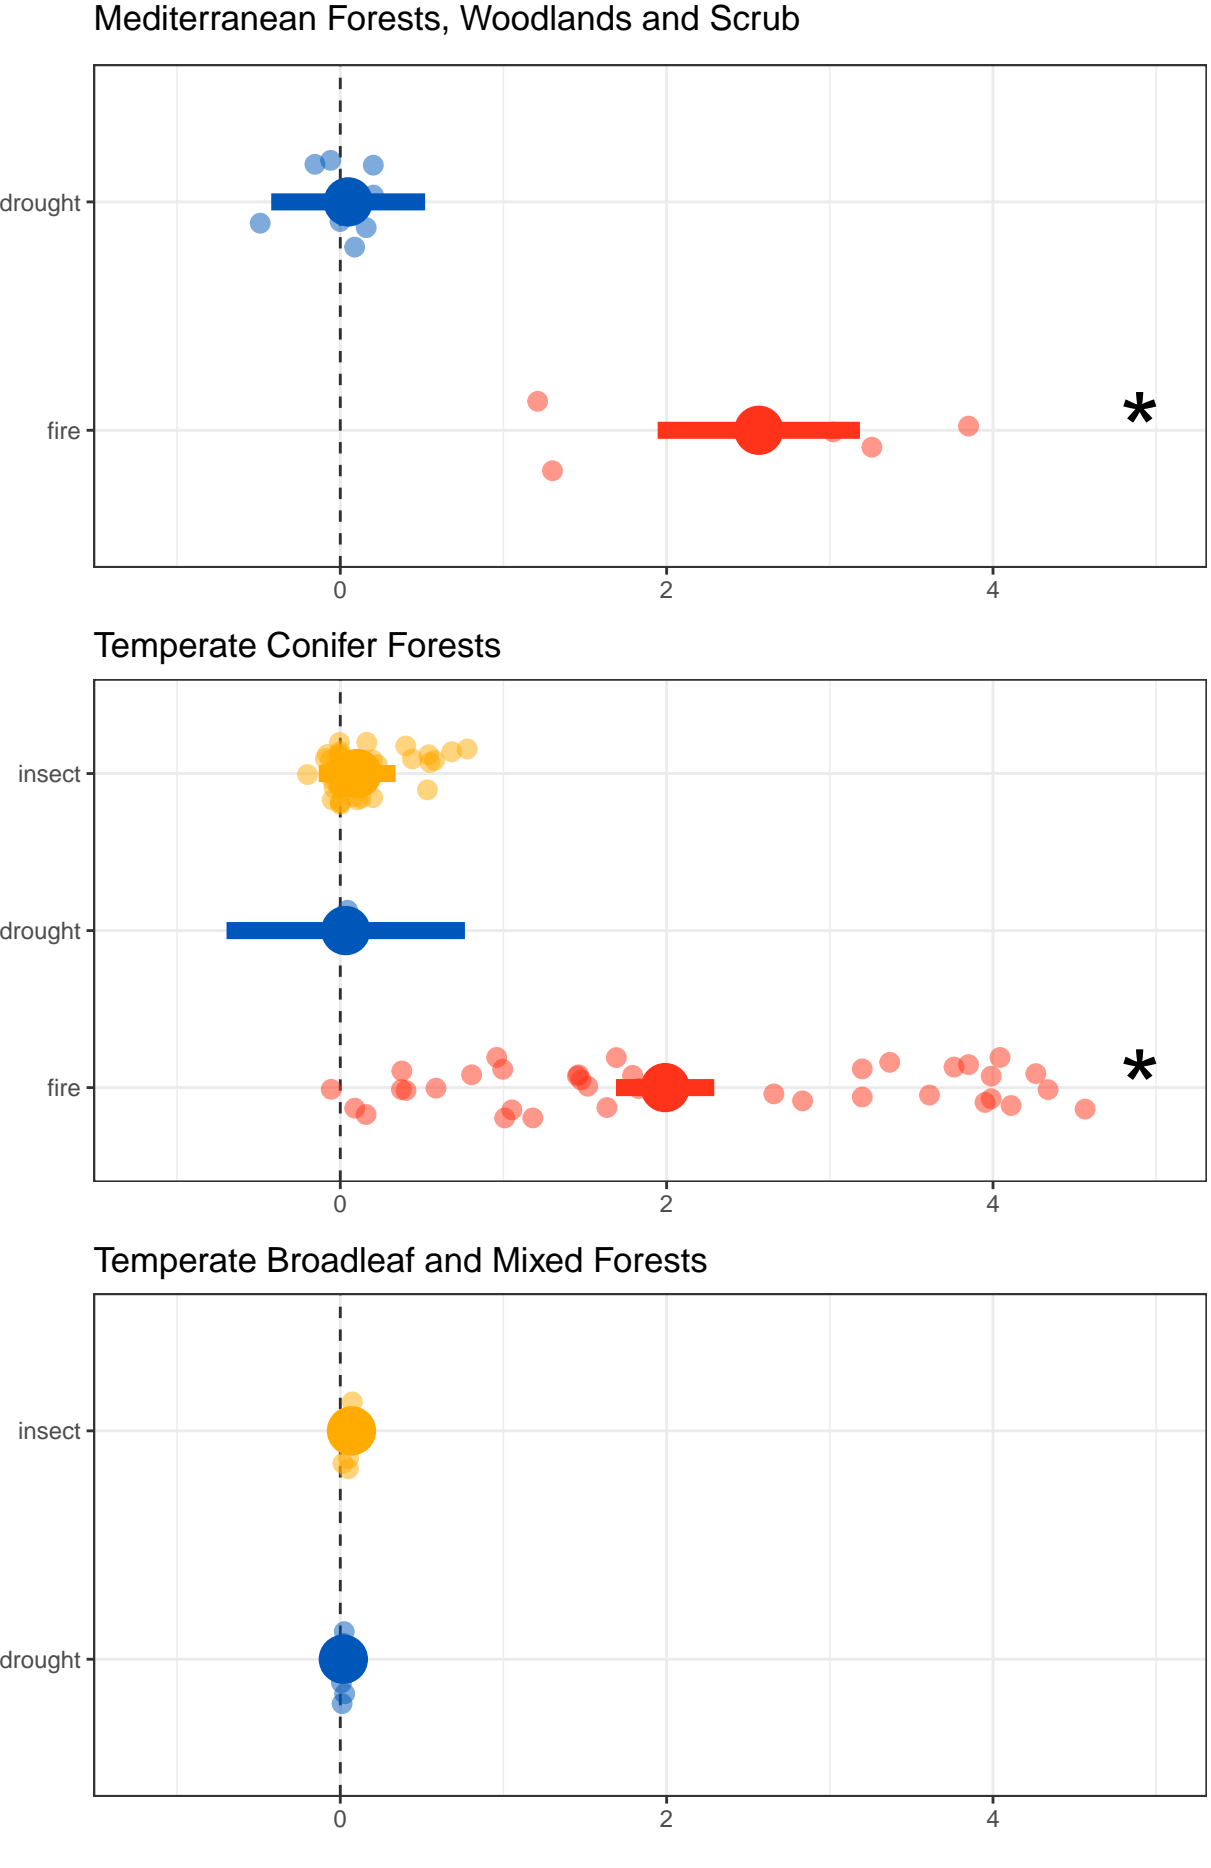 Mediterranean Forests, Woodlands and Scrub
drought
fire
*
0 2 4
Temperate Conifer Forests
insect
drought
fire
*
0 2 4
Temperate Broadleaf and Mixed Forests
insect
drought
0 2 4